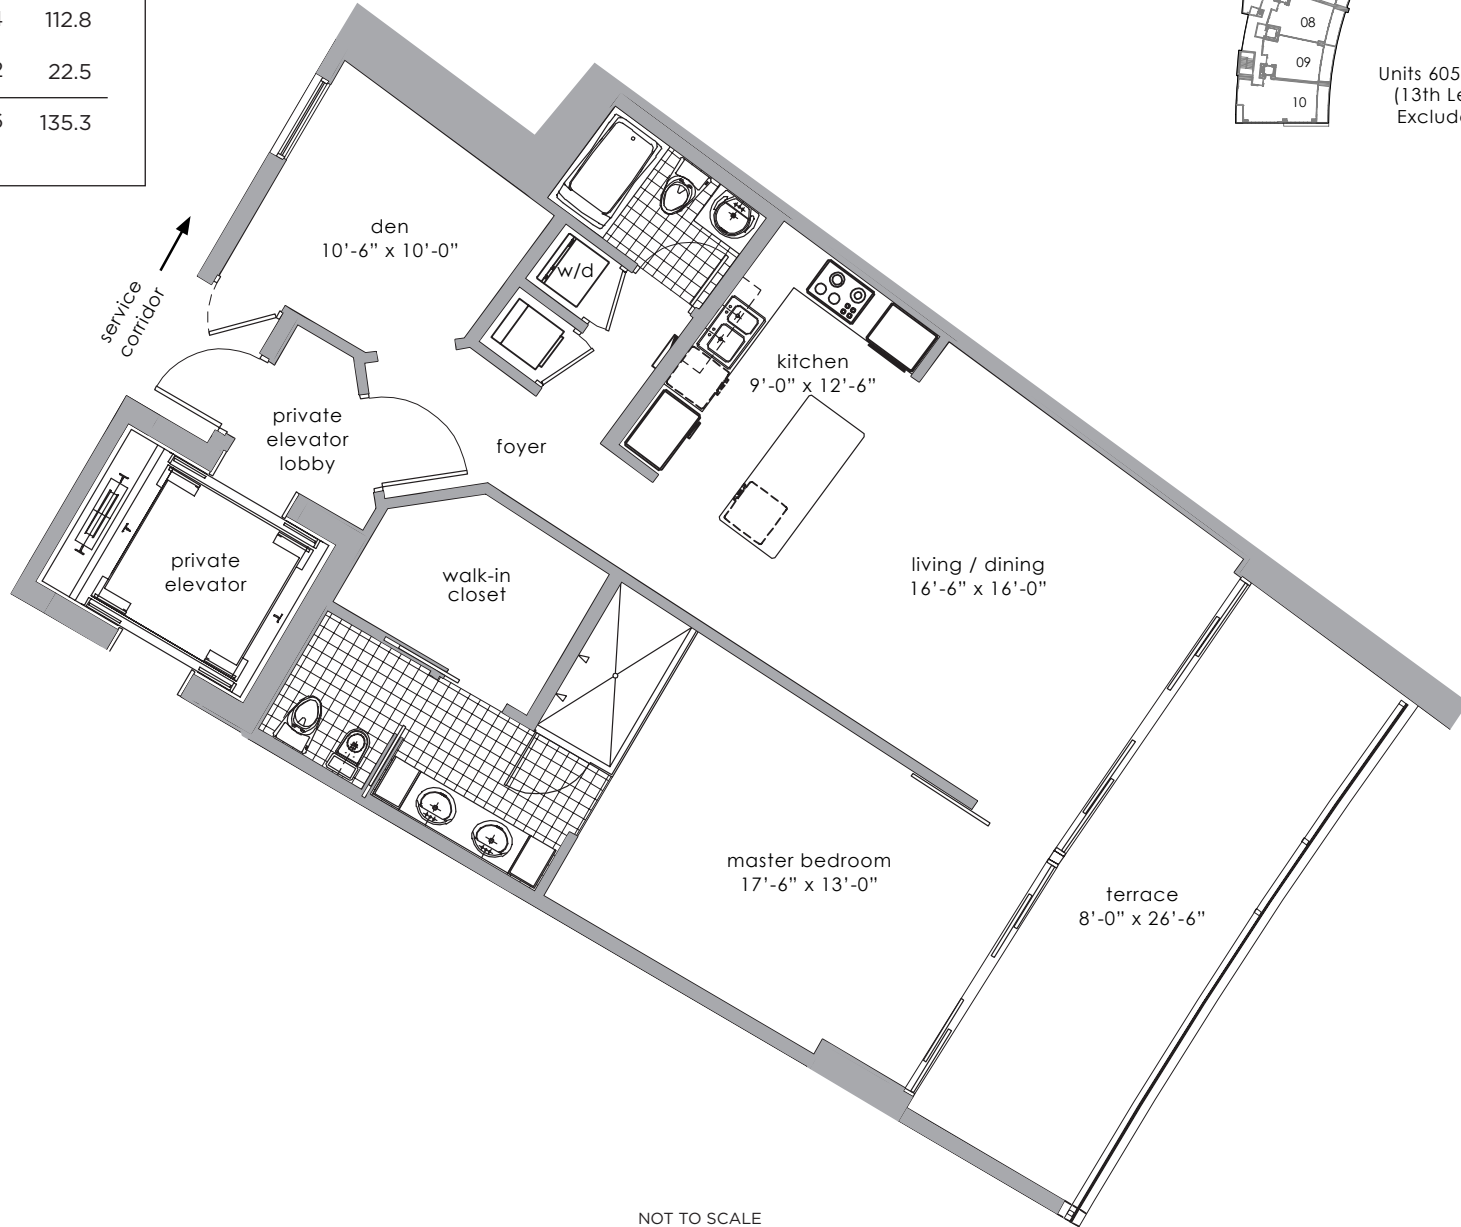 112.8
22.5
135.3
08
09
10
Units 605
(13th
den
10’-6” x 10’-0”
w/d
service
corridor
kitchen
9’-0” x 12’-6”
private
elevator
lobby
foyer
private
elevator
walk-in
closet
living / dining
16’-6” x 16’-0”
master bedroom
17’-6” x 13’-0”
terrace
8’-0” x 26’-6”
NOT TO SCALE